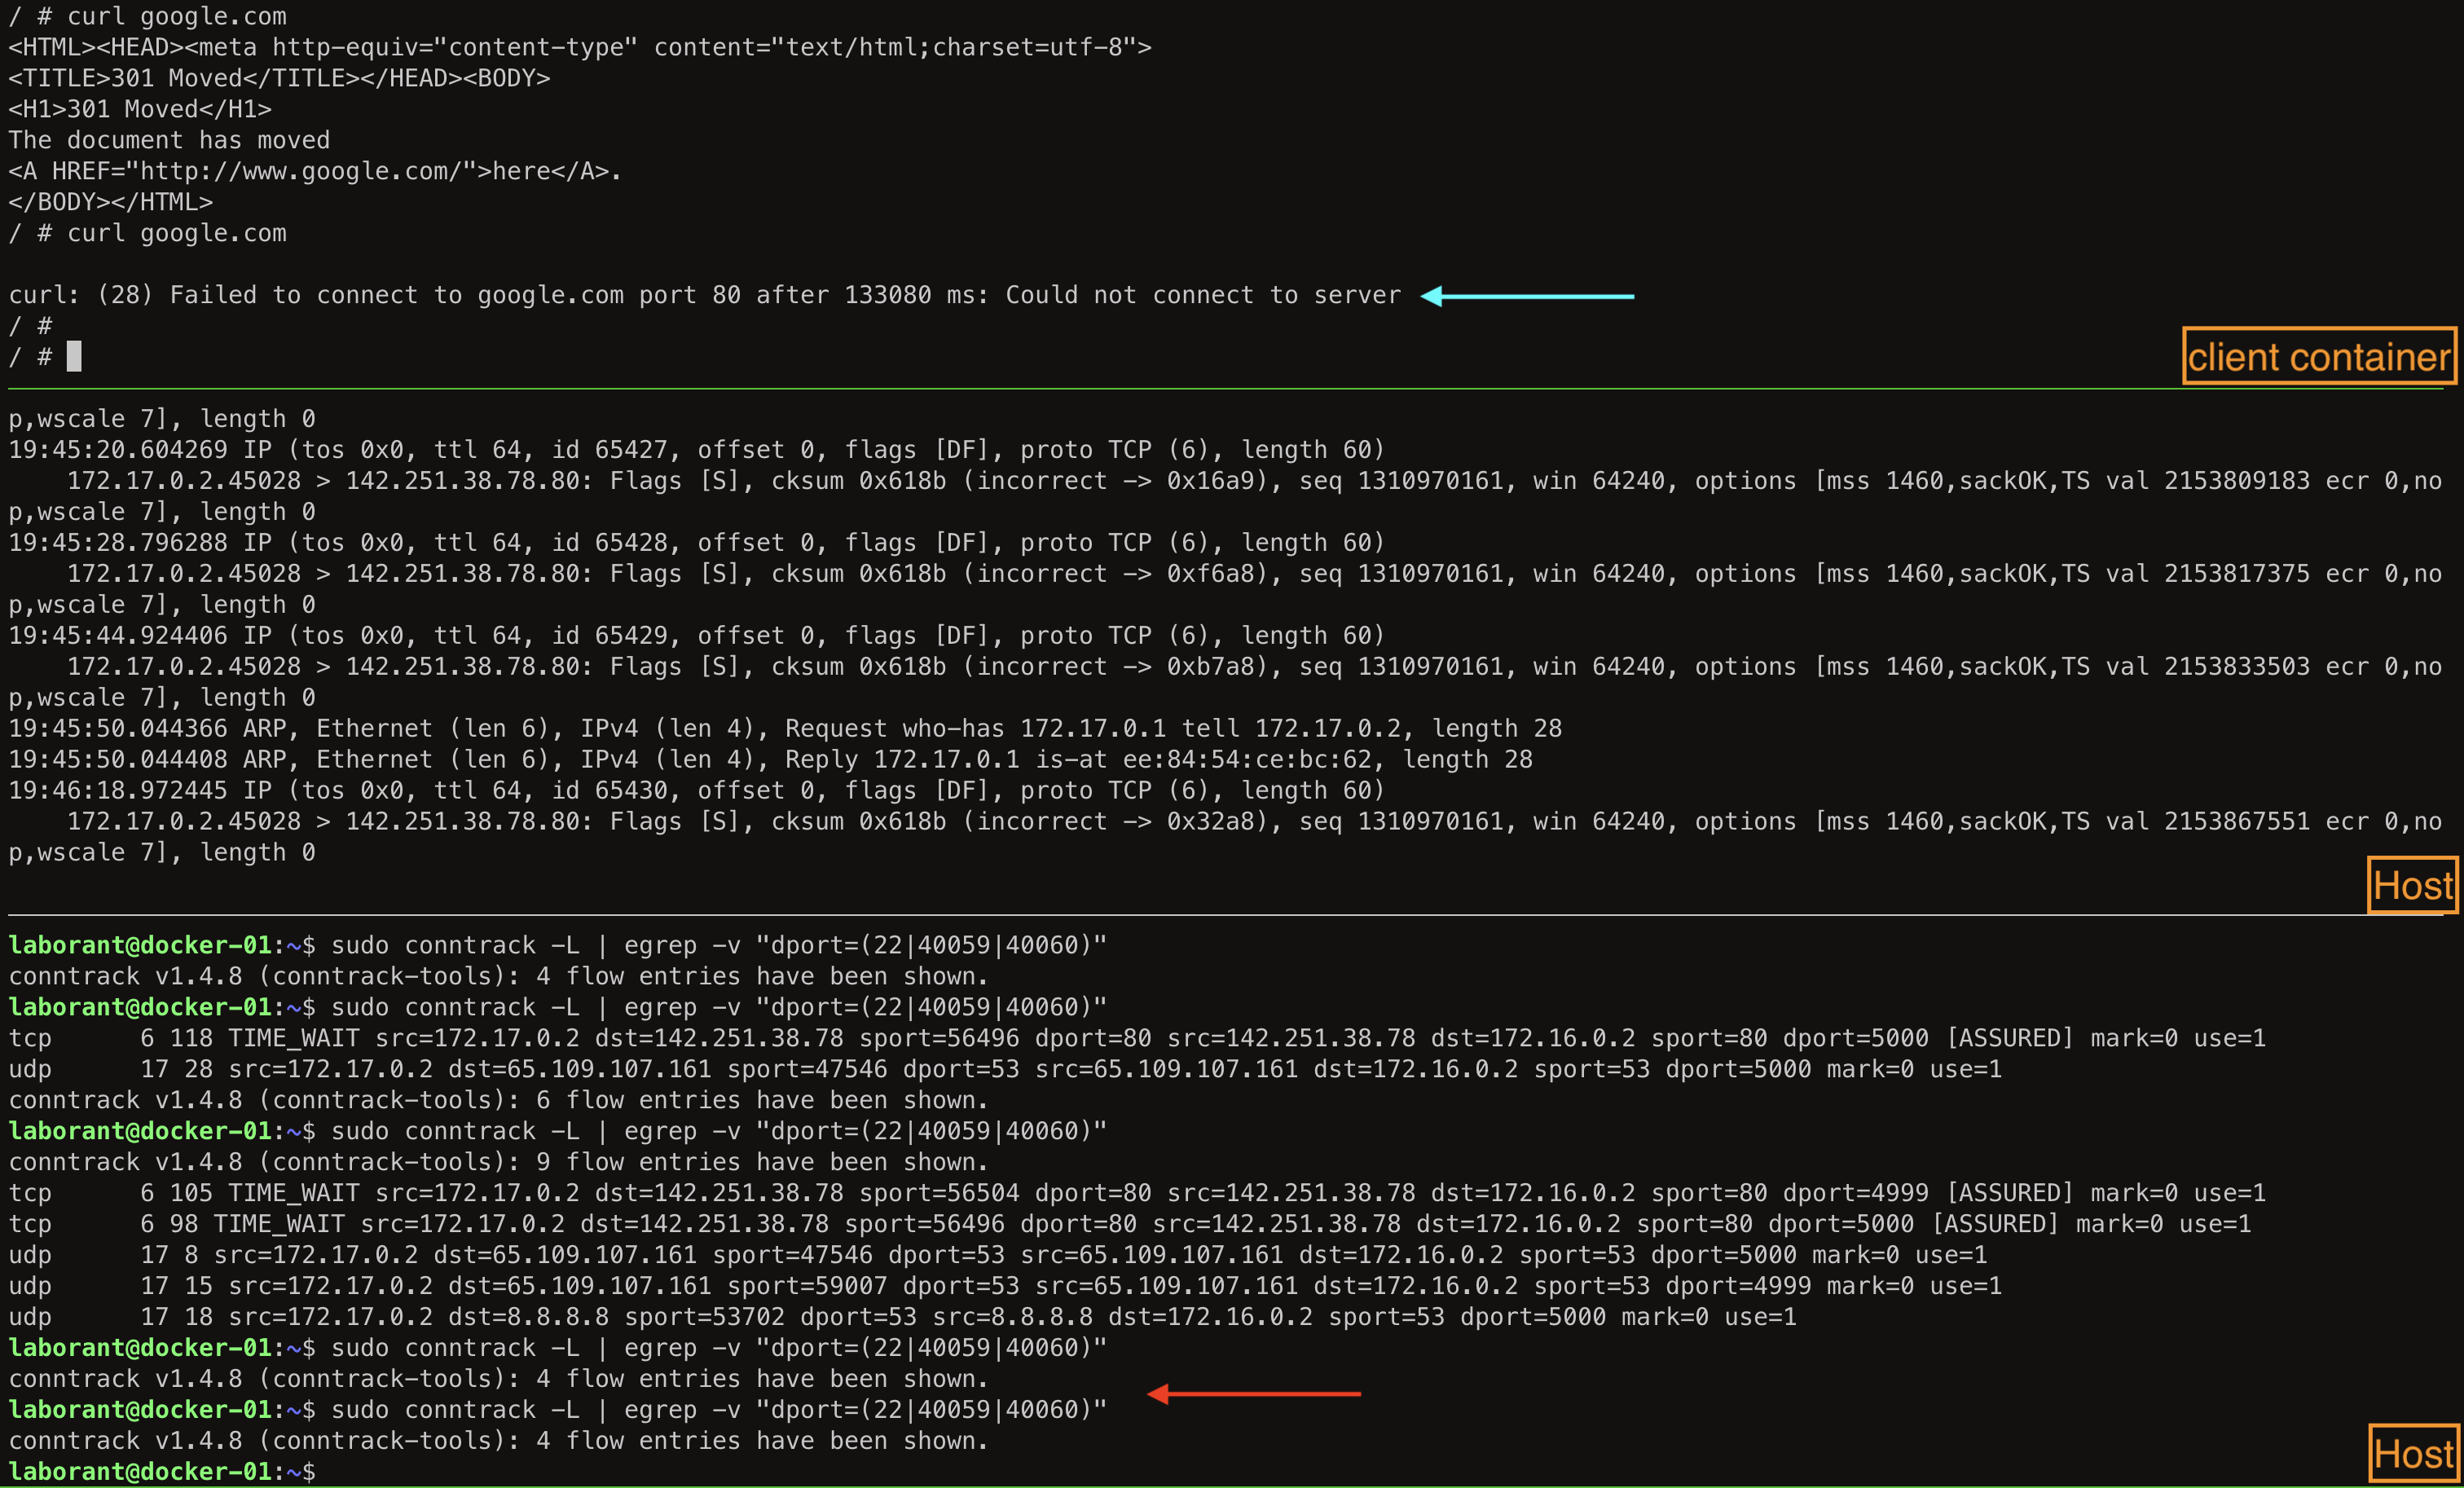 / # curl google.com
<HTML><HEAD><meta http-equiv="content-type" content="text/html;charset=utf-8">
<TITLE>301 Moved</TITLE></HEAD><BODY>
<H1>301 Moved</H1>
The document has moved
<A HREF="http://www.google.com/">here</A>.
</BODY></HTML>
/ # curl google.com
curl: (28) Failed to connect to google.com port 80 after 133080 ms: Could not connect to server
/ #
/ #
client container
p,wscale 7], length 0
19:45:20.604269 IP (tos 0x0, ttl 64, id 65427, offset 0, flags [DF], proto TCP (6), length 60)
    172.17.0.2.45028 > 142.251.38.78.80: Flags [S], cksum 0x618b (incorrect -> 0x16a9), seq 1310970161, win 64240, options [mss 1460,sackOK,TS val 2153809183 ecr 0,no
p,wscale 7], length 0
19:45:28.796288 IP (tos 0x0, ttl 64, id 65428, offset 0, flags [DF], proto TCP (6), length 60)
    172.17.0.2.45028 > 142.251.38.78.80: Flags [S], cksum 0x618b (incorrect -> 0xf6a8), seq 1310970161, win 64240, options [mss 1460,sackOK,TS val 2153817375 ecr 0,no
p,wscale 7], length 0
19:45:44.924406 IP (tos 0x0, ttl 64, id 65429, offset 0, flags [DF], proto TCP (6), length 60)
    172.17.0.2.45028 > 142.251.38.78.80: Flags [S], cksum 0x618b (incorrect -> 0xb7a8), seq 1310970161, win 64240, options [mss 1460,sackOK,TS val 2153833503 ecr 0,no
p,wscale 7], length 0
19:45:50.044366 ARP, Ethernet (len 6), IPv4 (len 4), Request who-has 172.17.0.1 tell 172.17.0.2, length 28
19:45:50.044408 ARP, Ethernet (len 6), IPv4 (len 4), Reply 172.17.0.1 is-at ee:84:54:ce:bc:62, length 28
19:46:18.972445 IP (tos 0x0, ttl 64, id 65430, offset 0, flags [DF], proto TCP (6), length 60)
    172.17.0.2.45028 > 142.251.38.78.80: Flags [S], cksum 0x618b (incorrect -> 0x32a8), seq 1310970161, win 64240, options [mss 1460,sackOK,TS val 2153867551 ecr 0,no
p,wscale 7], length 0
Host
laborant@docker-01:~$ sudo conntrack -L | egrep -v "dport=(22|40059|40060)"
conntrack v1.4.8 (conntrack-tools): 4 flow entries have been shown.
laborant@docker-01:~$ sudo conntrack -L | egrep -v "dport=(22|40059|40060)"
tcp      6 118 TIME_WAIT src=172.17.0.2 dst=142.251.38.78 sport=56496 dport=80 src=142.251.38.78 dst=172.16.0.2 sport=80 dport=5000 [ASSURED] mark=0 use=1
udp      17 28 src=172.17.0.2 dst=65.109.107.161 sport=47546 dport=53 src=65.109.107.161 dst=172.16.0.2 sport=53 dport=5000 mark=0 use=1
conntrack v1.4.8 (conntrack-tools): 6 flow entries have been shown.
laborant@docker-01:~$ sudo conntrack -L | egrep -v "dport=(22|40059|40060)"
conntrack v1.4.8 (conntrack-tools): 9 flow entries have been shown.
tcp      6 105 TIME_WAIT src=172.17.0.2 dst=142.251.38.78 sport=56504 dport=80 src=142.251.38.78 dst=172.16.0.2 sport=80 dport=4999 [ASSURED] mark=0 use=1
tcp      6 98 TIME_WAIT src=172.17.0.2 dst=142.251.38.78 sport=56496 dport=80 src=142.251.38.78 dst=172.16.0.2 sport=80 dport=5000 [ASSURED] mark=0 use=1
udp      17 8 src=172.17.0.2 dst=65.109.107.161 sport=47546 dport=53 src=65.109.107.161 dst=172.16.0.2 sport=53 dport=5000 mark=0 use=1
udp      17 15 src=172.17.0.2 dst=65.109.107.161 sport=59007 dport=53 src=65.109.107.161 dst=172.16.0.2 sport=53 dport=4999 mark=0 use=1
udp      17 18 src=172.17.0.2 dst=8.8.8.8 sport=53702 dport=53 src=8.8.8.8 dst=172.16.0.2 sport=53 dport=5000 mark=0 use=1
laborant@docker-01:~$ sudo conntrack -L | egrep -v "dport=(22|40059|40060)"
conntrack v1.4.8 (conntrack-tools): 4 flow entries have been shown.
laborant@docker-01:~$ sudo conntrack -L | egrep -v "dport=(22|40059|40060)"
conntrack v1.4.8 (conntrack-tools): 4 flow entries have been shown.
laborant@docker-01:~$
Host